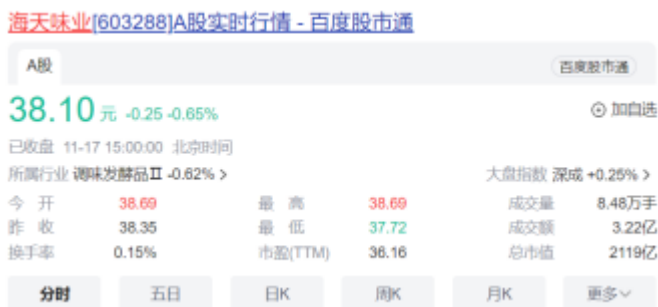 海天味业[603288]A股实时行情 - 百度股市通
A股 百度股市通
38.10 元 -0.25 -0.65% 加自选
已收盘 11-17 15:00:00 北京时间
所属行业 调味发酵品Ⅱ -0.62% > 大盘指数 深成 +0.25% >
今开 38.69 最高 38.69 成交量 8.48万手
昨收 38.35 最低 37.72 成交额 3.22亿
换手率 0.15% 市盈(TTM) 36.16 总市值 2119亿
分时 五日 日K 周K 月K 更多